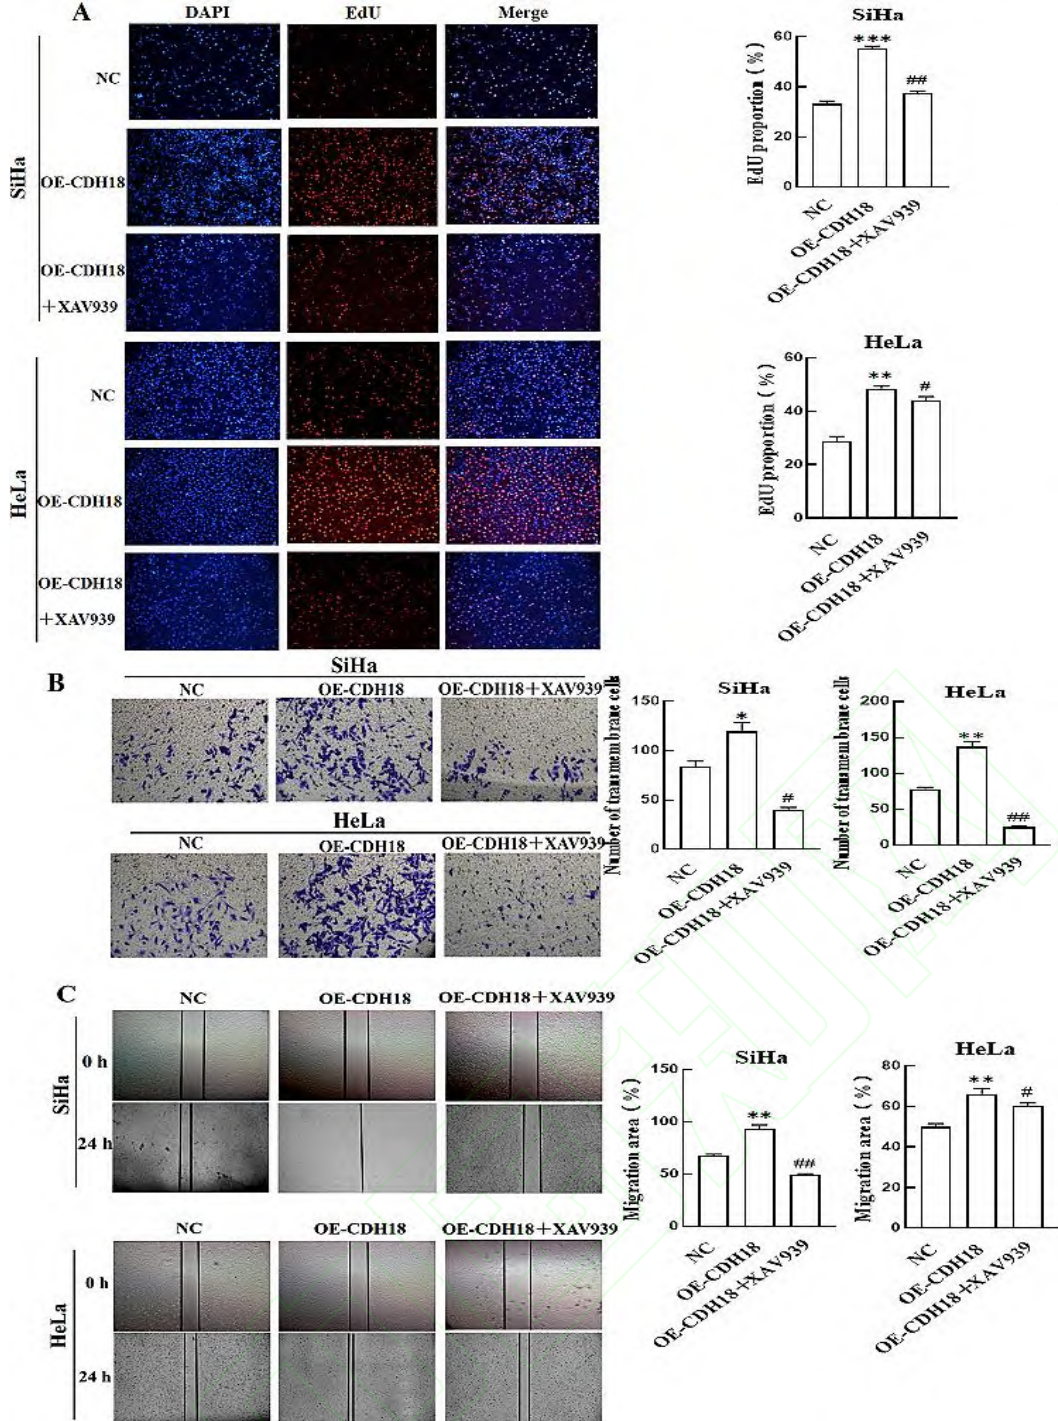 A
DAPI EdU Merge
SiHa
NC
OE-CDH18
OE-CDH18
+XAV939
HeLa
NC
OE-CDH18
OE-CDH18
+XAV939
SiHa
EdU proportion (%)
60
40
20
0
***
##
NC
OE-CDH18
OE-CDH18+XAV939
HeLa
EdU proportion (%)
60
40
20
0
**
#
NC
OE-CDH18
OE-CDH18+XAV939
B
SiHa
NC OE-CDH18 OE-CDH18+XAV939
HeLa
NC OE-CDH18 OE-CDH18+XAV939
SiHa
Number of transmembrane cells
150
100
50
0
*
#
NC
OE-CDH18
OE-CDH18+XAV939
HeLa
Number of transmembrane cells
200
150
100
50
0
**
##
NC
OE-CDH18
OE-CDH18+XAV939
C
NC OE-CDH18 OE-CDH18+XAV939
SiHa
0 h
24 h
NC OE-CDH18 OE-CDH18+XAV939
HeLa
0 h
24 h
SiHa
Migration area (%)
150
100
50
0
**
##
NC
OE-CDH18
OE-CDH18+XAV939
HeLa
Migration area (%)
80
60
40
20
0
**
#
NC
OE-CDH18
OE-CDH18+XAV939